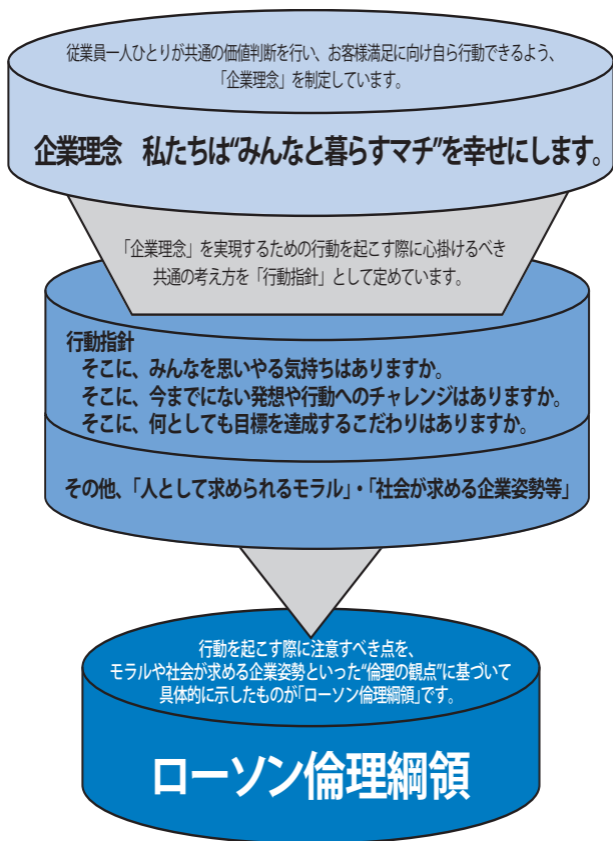 従業員一人ひとりが共通の価値判断を行い、お客様満足に向け自ら行動できるよう、
「企業理念」を制定しています。
企業理念　私たちは“みんなと暮らすマチ”を幸せにします。
「企業理念」を実現するための行動を起こす際に心掛けるべき
共通の考え方を「行動指針」として定めています。
行動指針
そこに、みんなを思いやる気持ちはありますか。
そこに、今までにない発想や行動へのチャレンジはありますか。
そこに、何としても目標を達成するこだわりはありますか。
その他、「人として求められるモラル」・「社会が求める企業姿勢等」
行動を起こす際に注意すべき点を、
モラルや社会が求める企業姿勢といった“倫理の観点”に基づいて
具体的に示したものが「ローソン倫理綱領」です。
ローソン倫理綱領